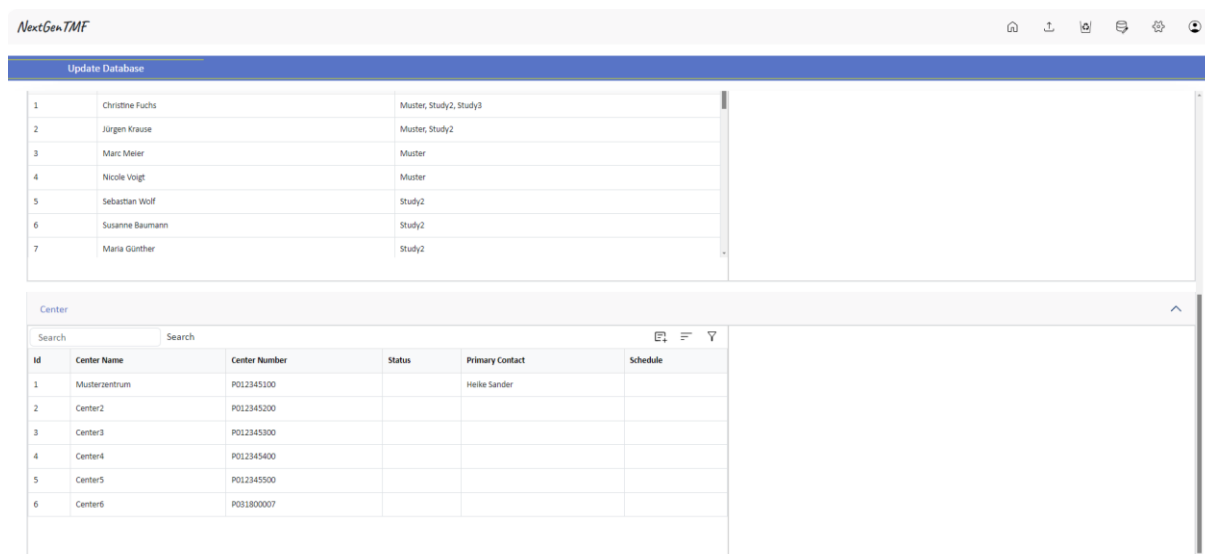 NextGenTMF
Update Database
1 Christine Fuchs Muster, Study2, Study3
2 Jürgen Krause Muster, Study2
3 Marc Meier Muster
4 Nicole Voigt Muster
5 Sebastian Wolf Study2
6 Susanne Baumann Study2
7 Maria Günther Study2
Center
Search Search
Id Center Name Center Number Status Primary Contact Schedule
1 Musterzentrum P012345100 Heike Sander
2 Center2 P012345200
3 Center3 P012345300
4 Center4 P012345400
5 Center5 P012345500
6 Center6 P031800007